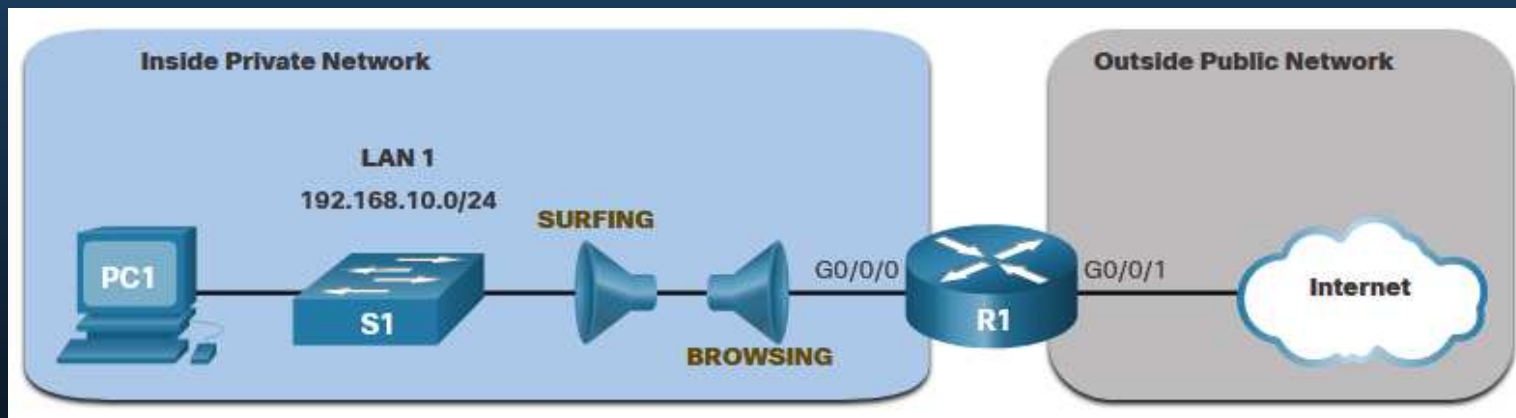 Inside Private Network
Outside Public Network
LAN 1
192.168.10.0/24
SURFING
PC1
S1
BROWSING
G0/0/0
R1
G0/0/1
Internet